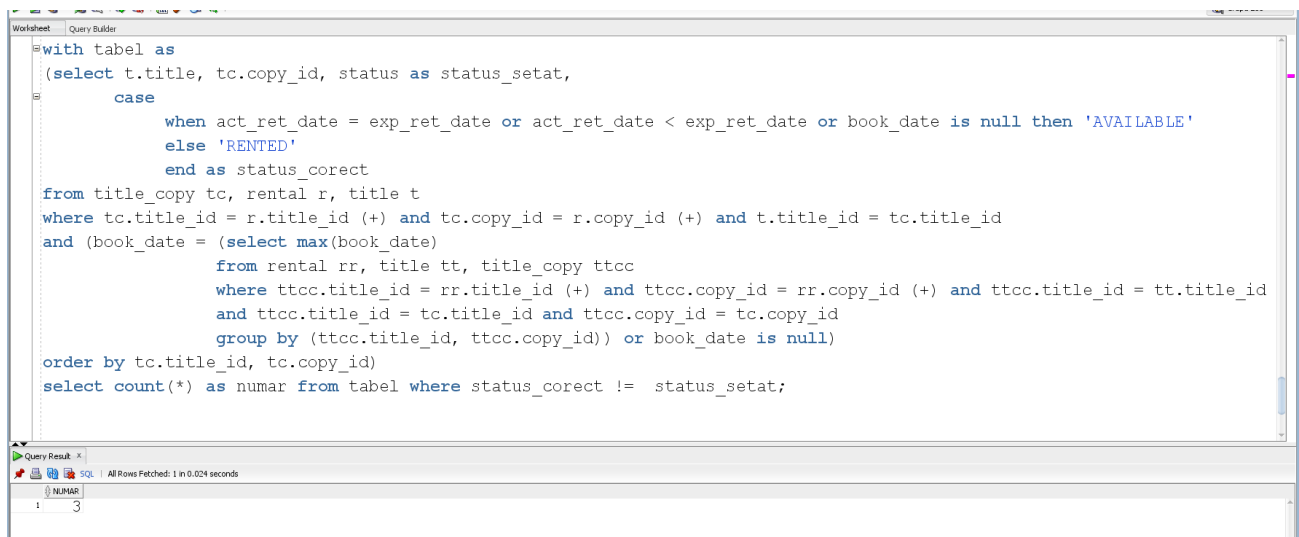 Worksheet Query Builder
with tabel as
(select t.title, tc.copy_id, status as status_setat,
case
when act_ret_date = exp_ret_date or act_ret_date < exp_ret_date or book_date is null then 'AVAILABLE'
else 'RENTED'
end as status_corect
from title_copy tc, rental r, title t
where tc.title_id = r.title_id (+) and tc.copy_id = r.copy_id (+) and t.title_id = tc.title_id
and (book_date = (select max(book_date)
from rental rr, title tt, title_copy ttcc
where ttcc.title_id = rr.title_id (+) and ttcc.copy_id = rr.copy_id (+) and ttcc.title_id = tt.title_id
and ttcc.title_id = tc.title_id and ttcc.copy_id = tc.copy_id
group by (ttcc.title_id, ttcc.copy_id)) or book_date is null)
order by tc.title_id, tc.copy_id)
select count(*) as numar from tabel where status_corect !=  status_setat;
Query Result x
SQL | All Rows Fetched: 1 in 0.024 seconds
NUMAR
1 3